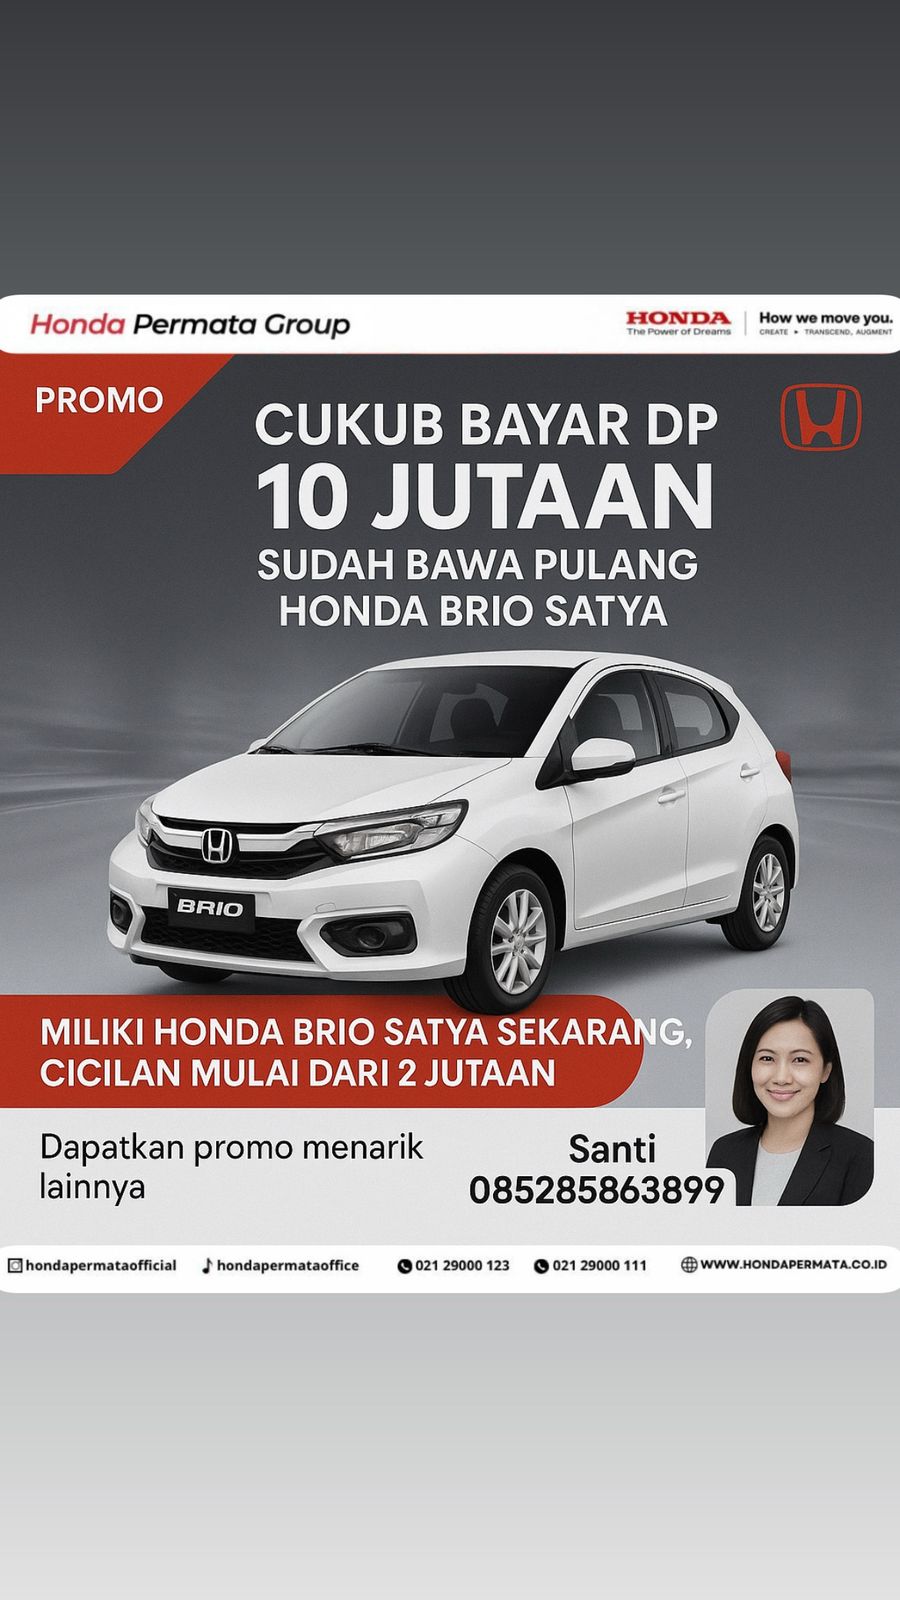 Honda Permata Group
HONDA
The Power of Dreams
How we move you.
CREATE ▸ TRANSCEND, AUGMENT
PROMO
CUKUB BAYAR DP
10 JUTAAN
SUDAH BAWA PULANG
HONDA BRIO SATYA
BRIO
MILIKI HONDA BRIO SATYA SEKARANG,
CICILAN MULAI DARI 2 JUTAAN
Dapatkan promo menarik
lainnya
Santi
085285863899
hondapermataofficial
hondapermataoffice
021 29000 123
021 29000 111
WWW.HONDAPERMATA.CO.ID